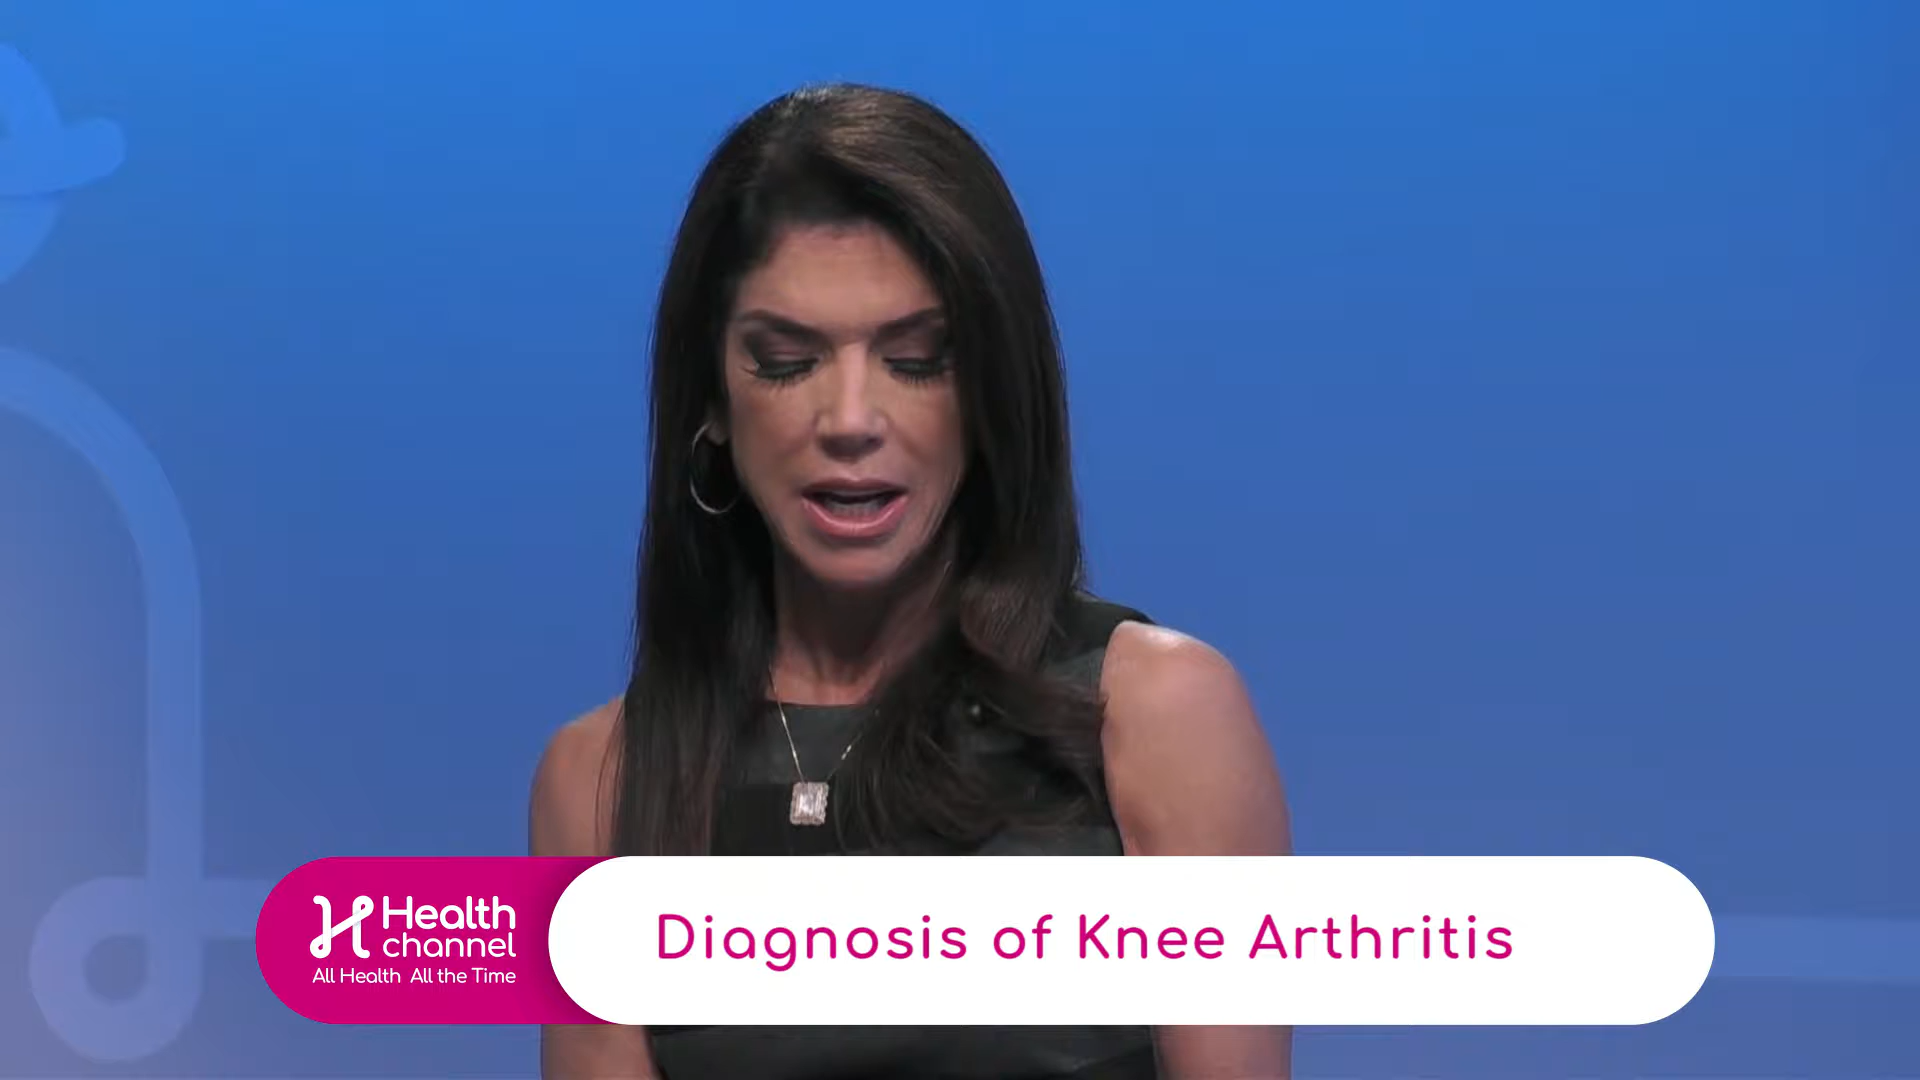 Health
channel
All Health All the Time
Diagnosis of Knee Arthritis